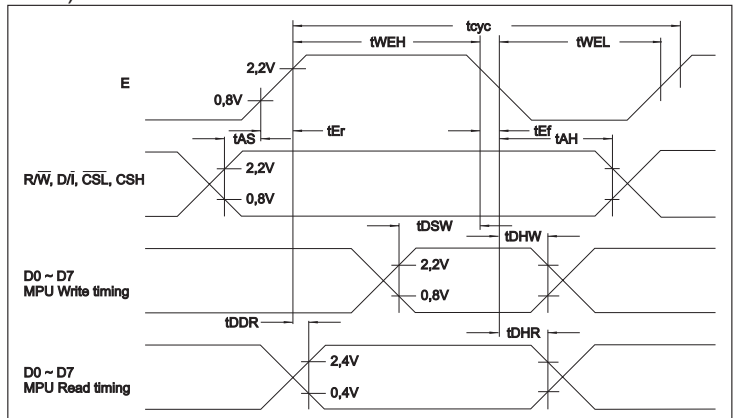 tcyc
tWEH
tWEL
2,2V
E
0,8V
tEr
tEf
tAS
tAH
2,2V
R/W̅, D/I̅, C̅S̅L̅, CSH
0,8V
tDSW
tDHW
2,2V
D0 ~ D7
MPU Write timing
0,8V
tDDR
tDHR
2,4V
D0 ~ D7
MPU Read timing
0,4V